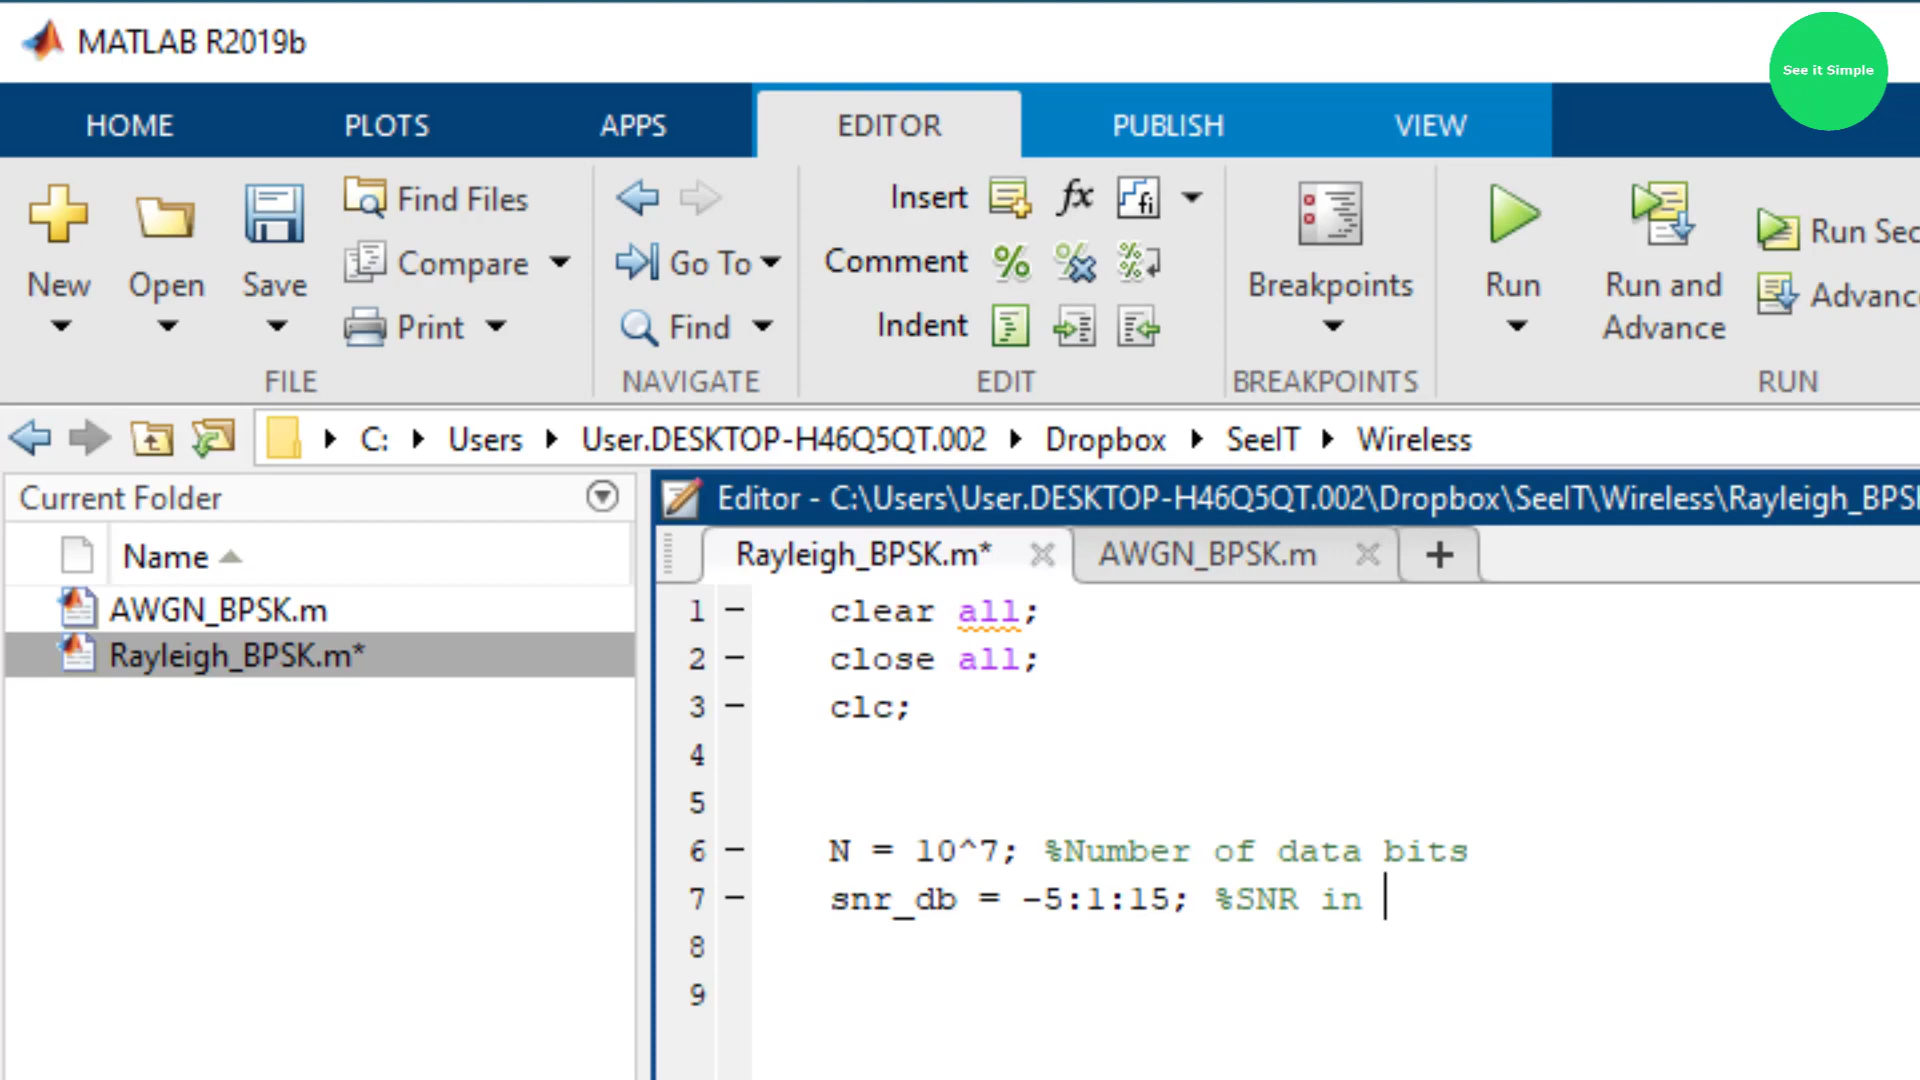 MATLAB R2019b
See it Simple
HOME PLOTS APPS EDITOR PUBLISH VIEW
New
Open
Save
Find Files
Compare
Print
FILE
Go To
Find
NAVIGATE
Insert fx fi
Comment
Indent
EDIT
Breakpoints
BREAKPOINTS
Run
Run and
Advance
Run Sec
Advanc
RUN
C: Users User.DESKTOP-H46Q5QT.002 Dropbox SeeIT Wireless
Current Folder
Name
AWGN_BPSK.m
Rayleigh_BPSK.m*
Editor - C:\Users\User.DESKTOP-H46Q5QT.002\Dropbox\SeeIT\Wireless\Rayleigh_BPS
Rayleigh_BPSK.m* AWGN_BPSK.m +
1 – clear all;
2 – close all;
3 – clc;
4
5
6 – N = 10^7; %Number of data bits
7 – snr_db = -5:1:15; %SNR in
8
9